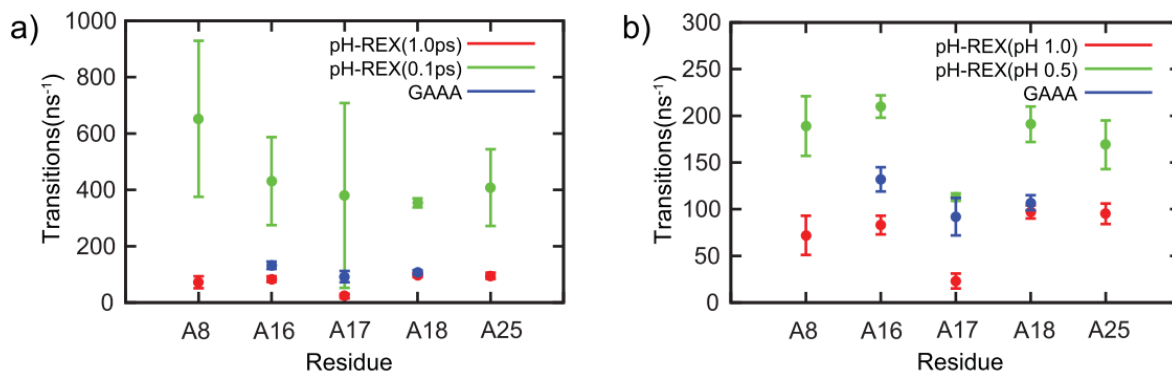 a)
Transitions(ns⁻¹)
1000
800
600
400
200
0
pH-REX(1.0ps)
pH-REX(0.1ps)
GAAA
A8 A16 A17 A18 A25
Residue
b)
Transitions(ns⁻¹)
300
250
200
150
100
50
0
pH-REX(pH 1.0)
pH-REX(pH 0.5)
GAAA
A8 A16 A17 A18 A25
Residue